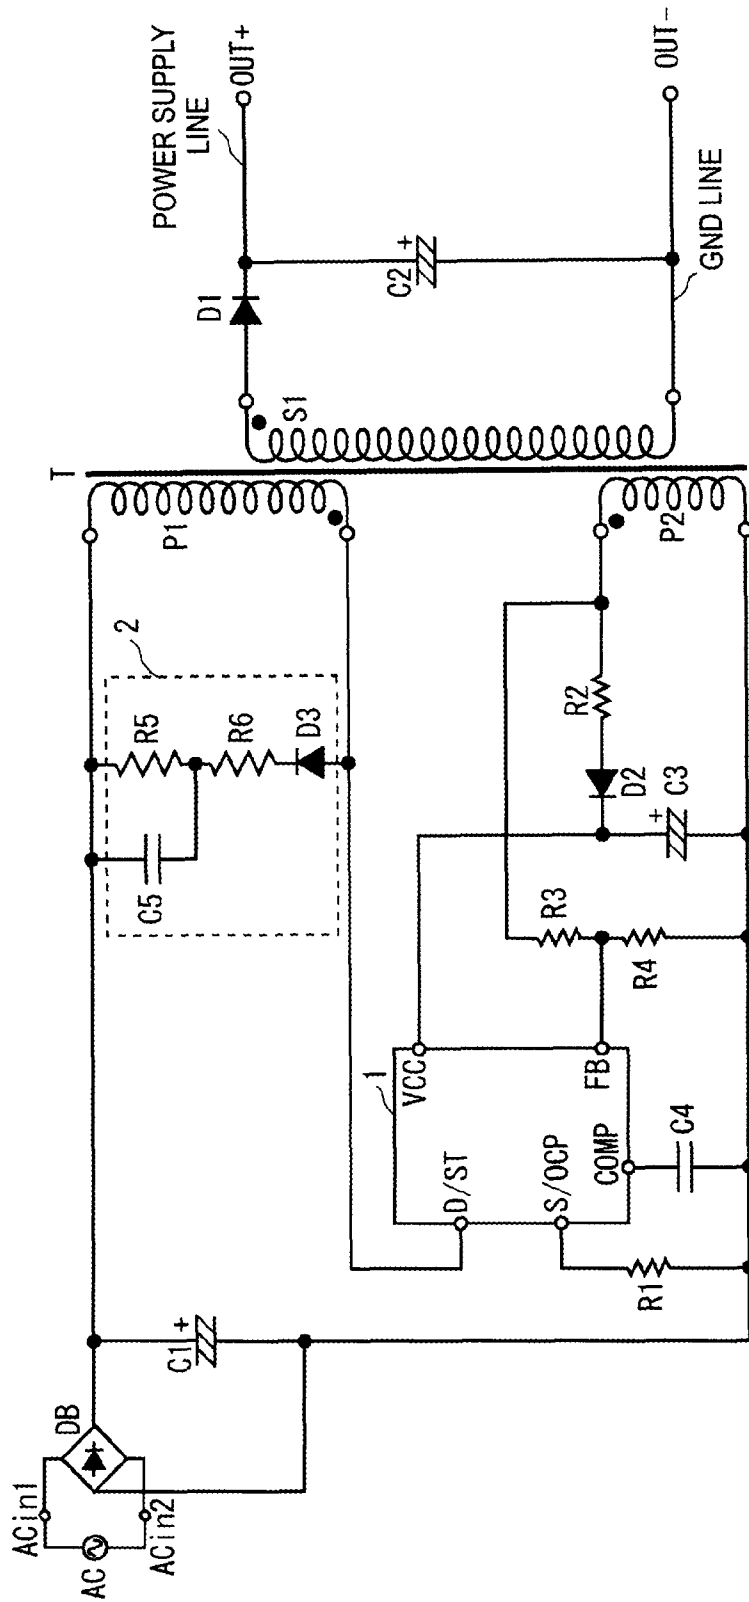 ACin1
AC
ACin2
DB
C1
+
C5
R5
R6
D3
2
P1
T
S1
D1
C2
+
POWER SUPPLY
LINE
OUT+
OUT-
GND LINE
1
D/ST
S/OCP
VCC
FB
COMP
R1
C4
R3
R4
D2
R2
C3
+
P2